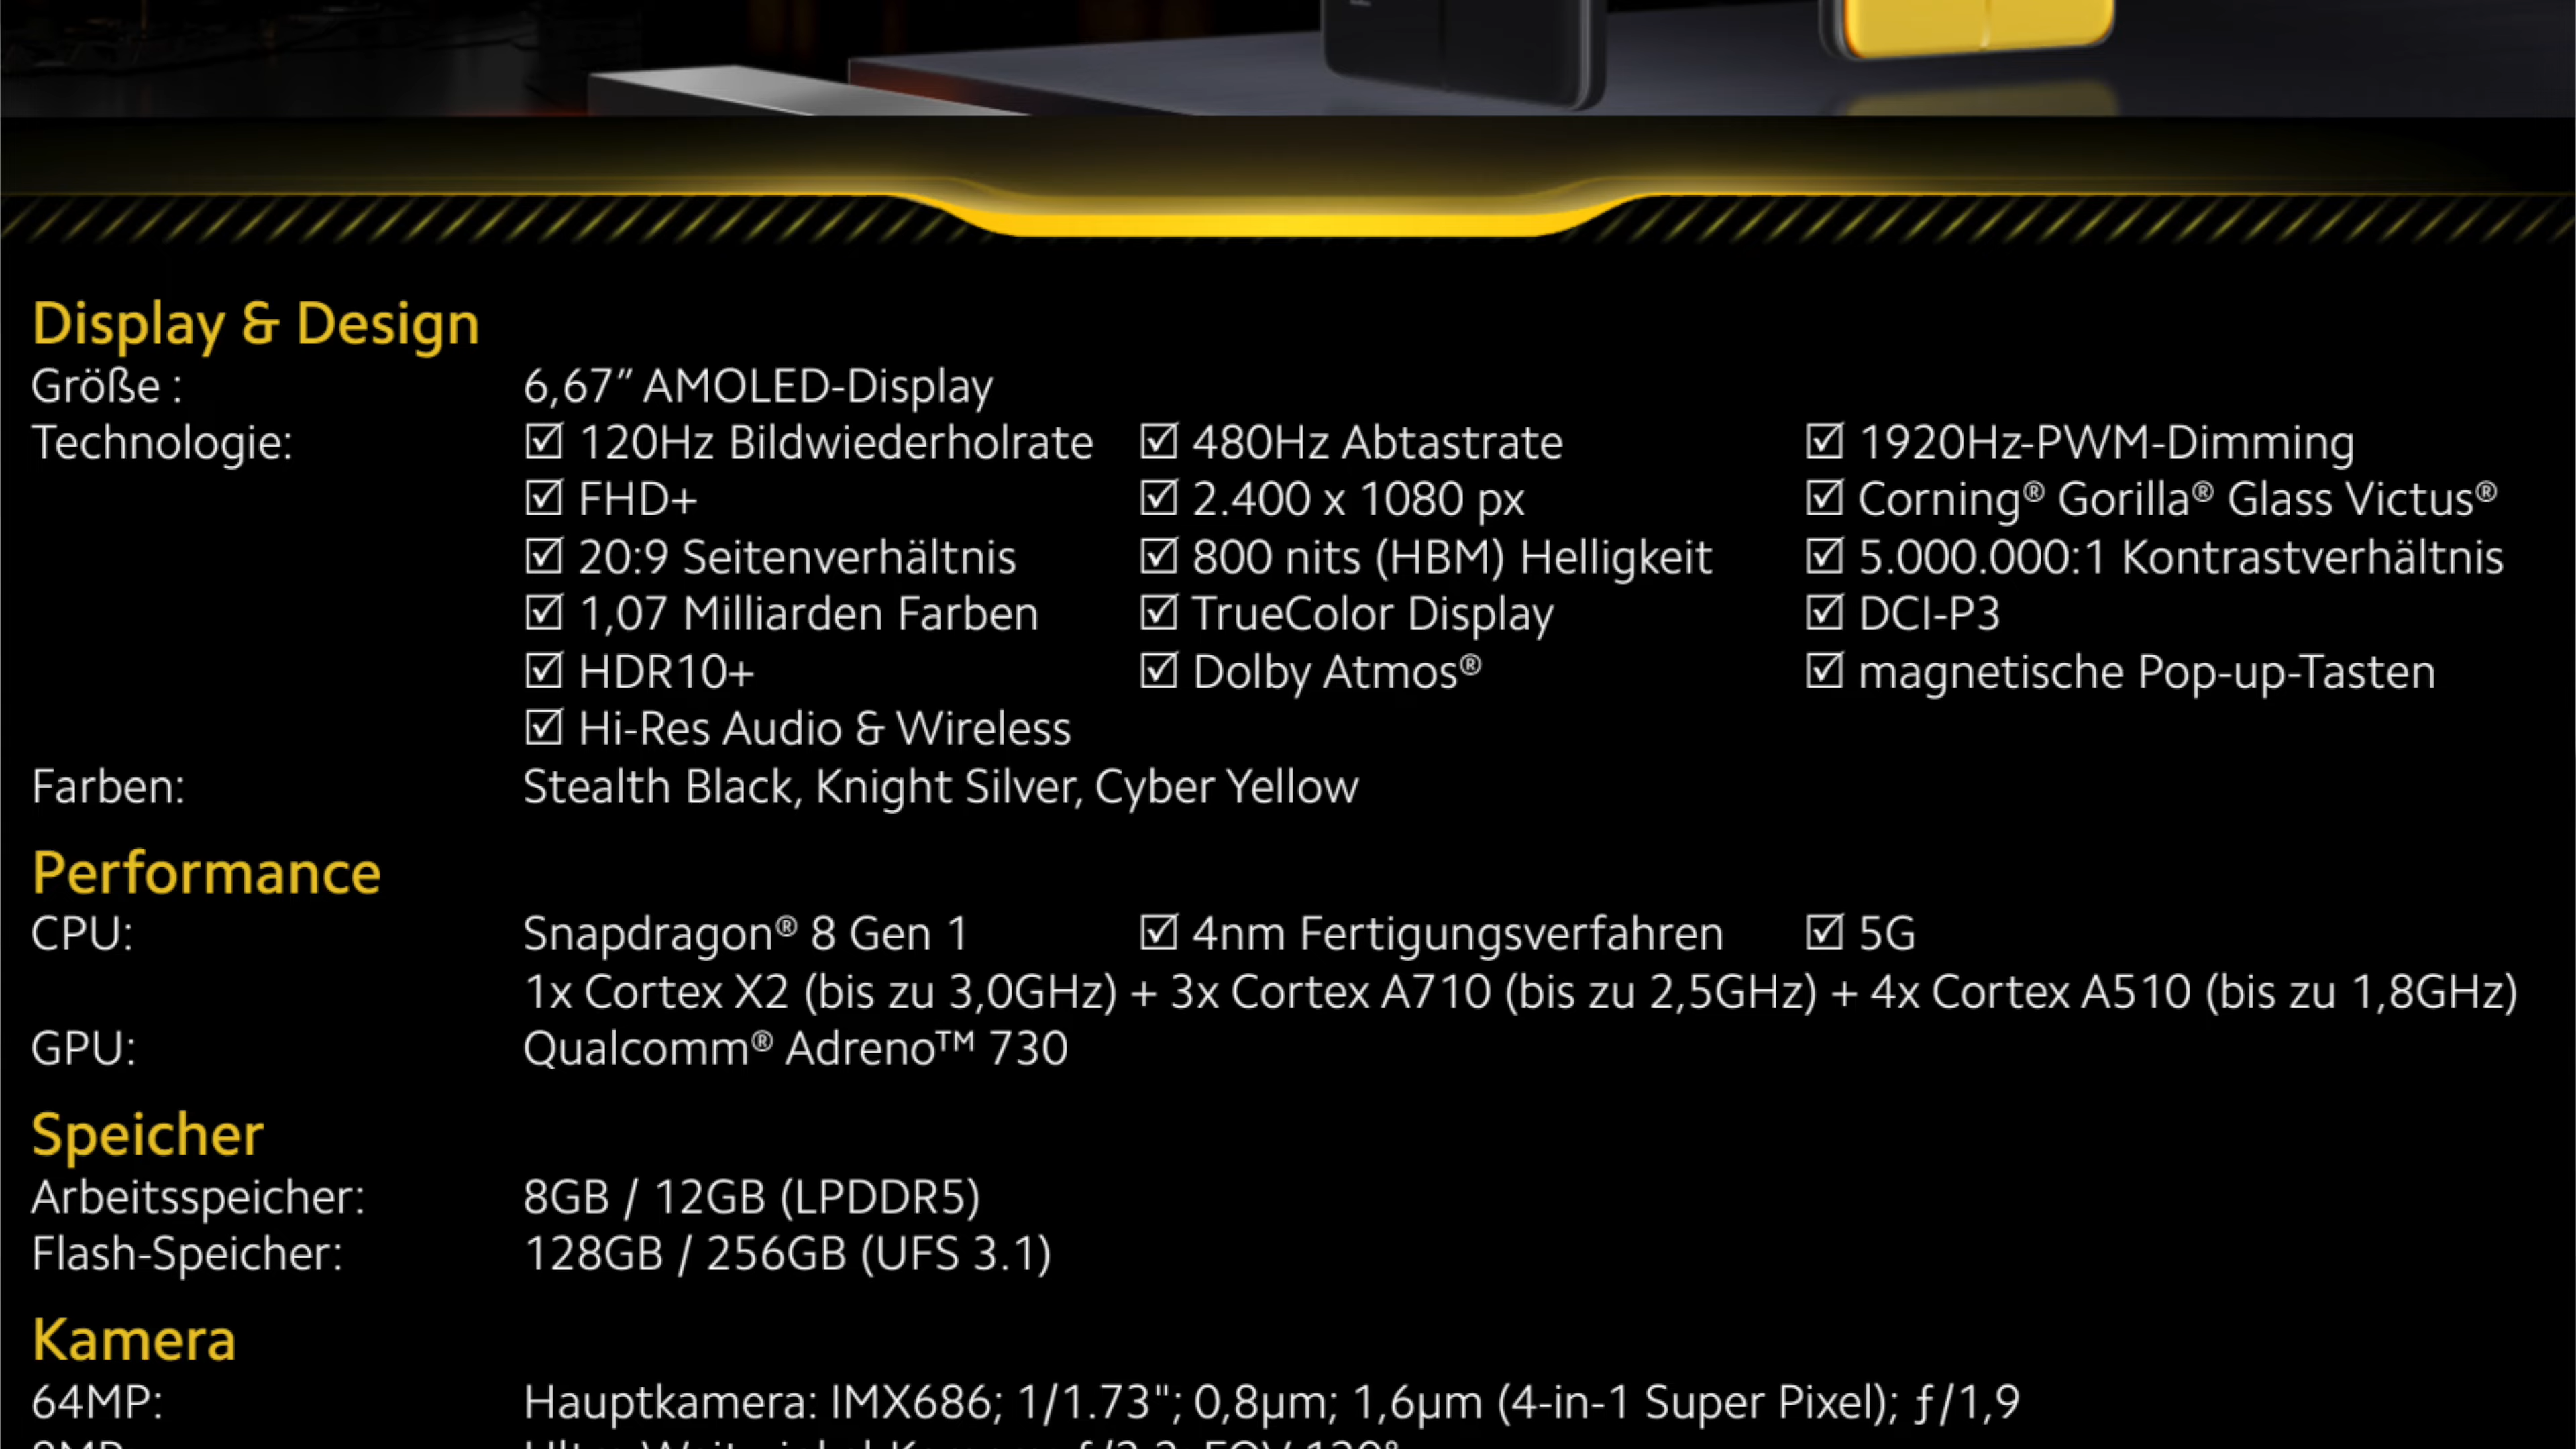 Display & Design
Größe : 6,67” AMOLED-Display
Technologie: ☑ 120Hz Bildwiederholrate ☑ 480Hz Abtastrate ☑ 1920Hz-PWM-Dimming
☑ FHD+ ☑ 2.400 x 1080 px ☑ Corning® Gorilla® Glass Victus®
☑ 20:9 Seitenverhältnis ☑ 800 nits (HBM) Helligkeit ☑ 5.000.000:1 Kontrastverhältnis
☑ 1,07 Milliarden Farben ☑ TrueColor Display ☑ DCI-P3
☑ HDR10+ ☑ Dolby Atmos® ☑ magnetische Pop-up-Tasten
☑ Hi-Res Audio & Wireless
Farben: Stealth Black, Knight Silver, Cyber Yellow
Performance
CPU: Snapdragon® 8 Gen 1 ☑ 4nm Fertigungsverfahren ☑ 5G
1x Cortex X2 (bis zu 3,0GHz) + 3x Cortex A710 (bis zu 2,5GHz) + 4x Cortex A510 (bis zu 1,8GHz)
GPU: Qualcomm® Adreno™ 730
Speicher
Arbeitsspeicher: 8GB / 12GB (LPDDR5)
Flash-Speicher: 128GB / 256GB (UFS 3.1)
Kamera
64MP: Hauptkamera: IMX686; 1/1.73"; 0,8µm; 1,6µm (4-in-1 Super Pixel); ƒ/1,9